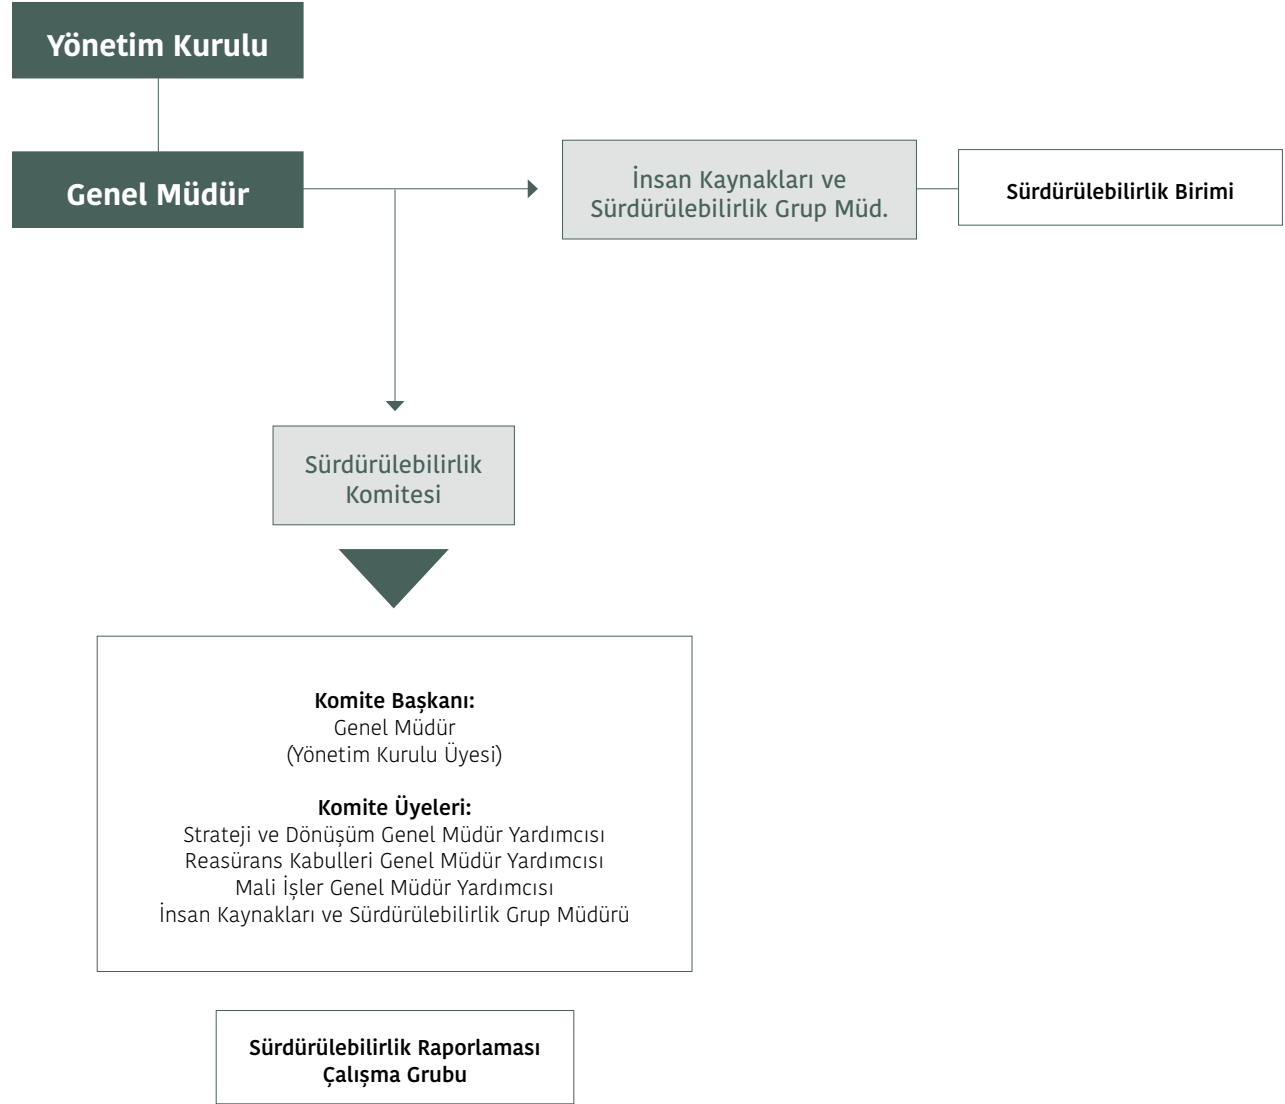 Yönetim Kurulu
Genel Müdür
İnsan Kaynakları ve
Sürdürülebilirlik Grup Müd.
Sürdürülebilirlik Birimi
Sürdürülebilirlik
Komitesi
Komite Başkanı:
Genel Müdür
(Yönetim Kurulu Üyesi)
Komite Üyeleri:
Strateji ve Dönüşüm Genel Müdür Yardımcısı
Reasürans Kabulleri Genel Müdür Yardımcısı
Mali İşler Genel Müdür Yardımcısı
İnsan Kaynakları ve Sürdürülebilirlik Grup Müdürü
Sürdürülebilirlik Raporlaması
Çalışma Grubu